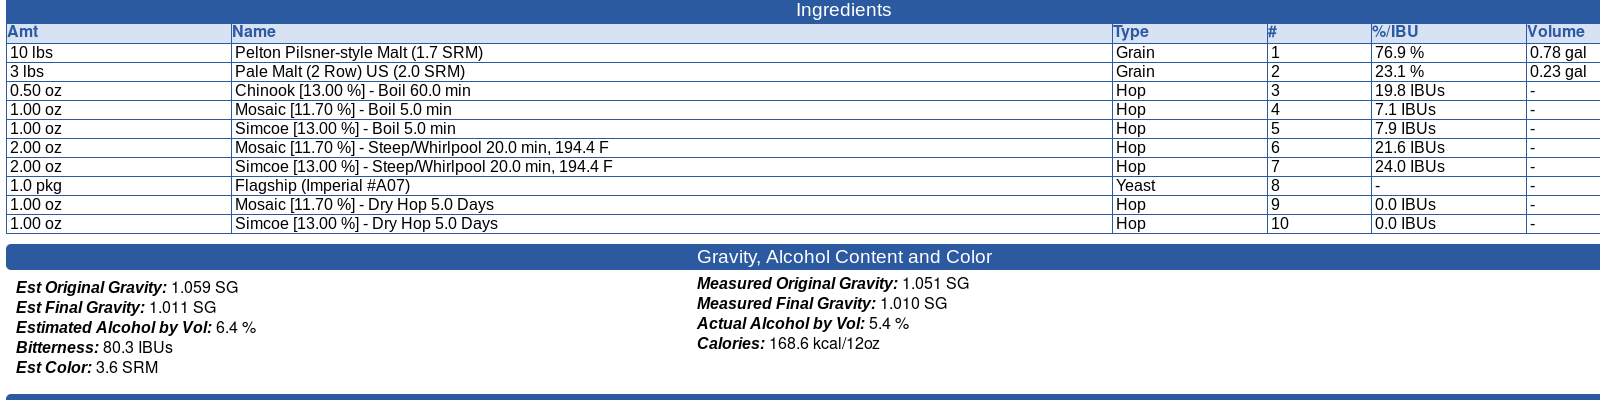 Ingredients
Amt Name Type # %/IBU Volume
10 lbs Pelton Pilsner-style Malt (1.7 SRM) Grain 1 76.9 % 0.78 gal
3 lbs Pale Malt (2 Row) US (2.0 SRM) Grain 2 23.1 % 0.23 gal
0.50 oz Chinook [13.00 %] - Boil 60.0 min Hop 3 19.8 IBUs -
1.00 oz Mosaic [11.70 %] - Boil 5.0 min Hop 4 7.1 IBUs -
1.00 oz Simcoe [13.00 %] - Boil 5.0 min Hop 5 7.9 IBUs -
2.00 oz Mosaic [11.70 %] - Steep/Whirlpool 20.0 min, 194.4 F Hop 6 21.6 IBUs -
2.00 oz Simcoe [13.00 %] - Steep/Whirlpool 20.0 min, 194.4 F Hop 7 24.0 IBUs -
1.0 pkg Flagship (Imperial #A07) Yeast 8 - -
1.00 oz Mosaic [11.70 %] - Dry Hop 5.0 Days Hop 9 0.0 IBUs -
1.00 oz Simcoe [13.00 %] - Dry Hop 5.0 Days Hop 10 0.0 IBUs -
Gravity, Alcohol Content and Color
Est Original Gravity: 1.059 SG
Est Final Gravity: 1.011 SG
Estimated Alcohol by Vol: 6.4 %
Bitterness: 80.3 IBUs
Est Color: 3.6 SRM
Measured Original Gravity: 1.051 SG
Measured Final Gravity: 1.010 SG
Actual Alcohol by Vol: 5.4 %
Calories: 168.6 kcal/12oz